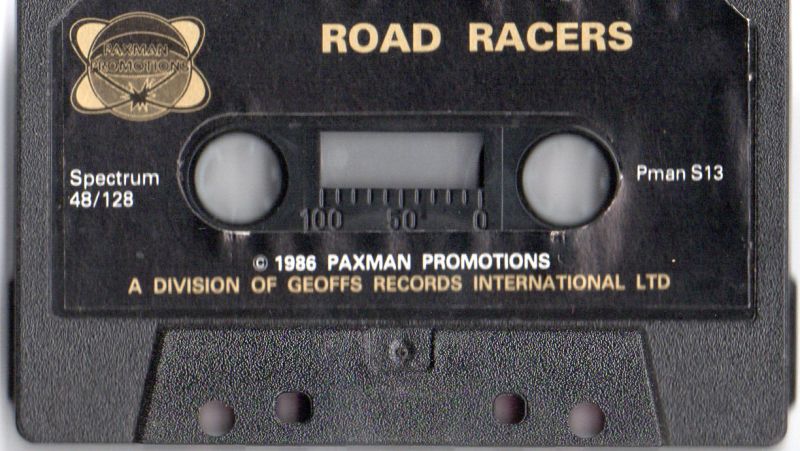 ROAD RACERS
PAXMAN
PROMOTIONS
Spectrum
48/128
Pman S13
100 50 0
© 1986 PAXMAN PROMOTIONS
A DIVISION OF GEOFFS RECORDS INTERNATIONAL LTD